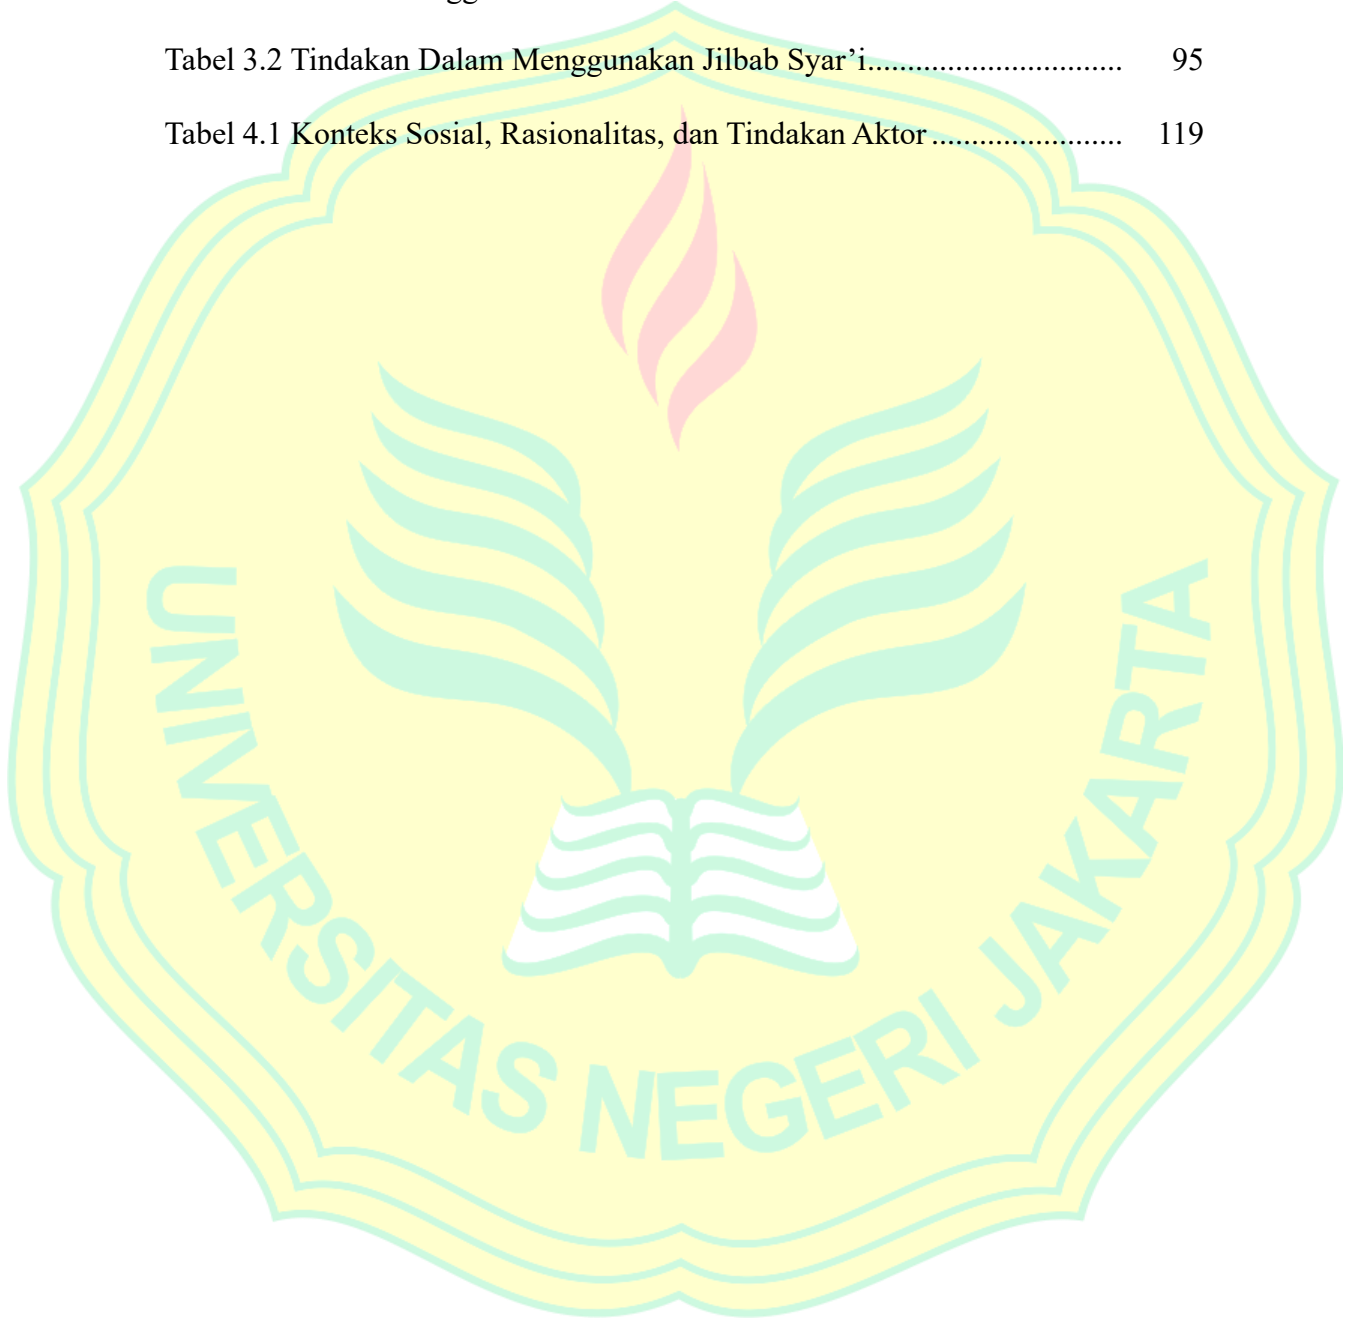 Tabel 3.2 Tindakan Dalam Menggunakan Jilbab Syar’i................................ 95
Tabel 4.1 Konteks Sosial, Rasionalitas, dan Tindakan Aktor........................ 119
UNIVERSITAS NEGERI JAKARTA